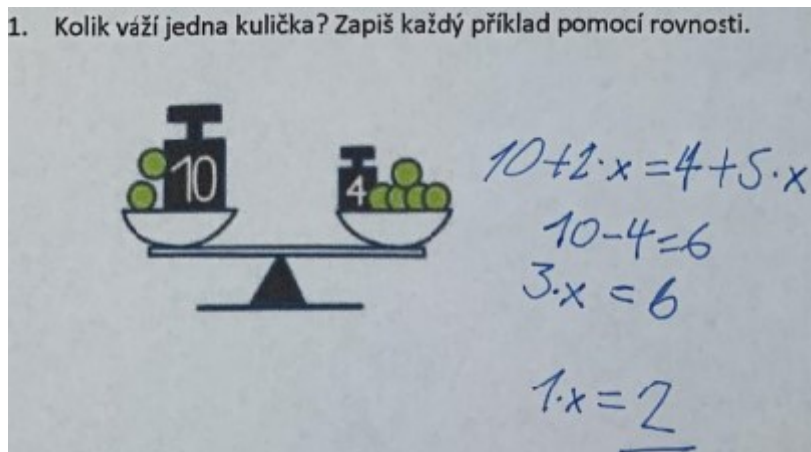 1. Kolik váží jedna kulička? Zapiš každý příklad pomocí rovnosti.
10
4
10+2·x=4+5·x
10-4=6
3·x=6
1·x=2